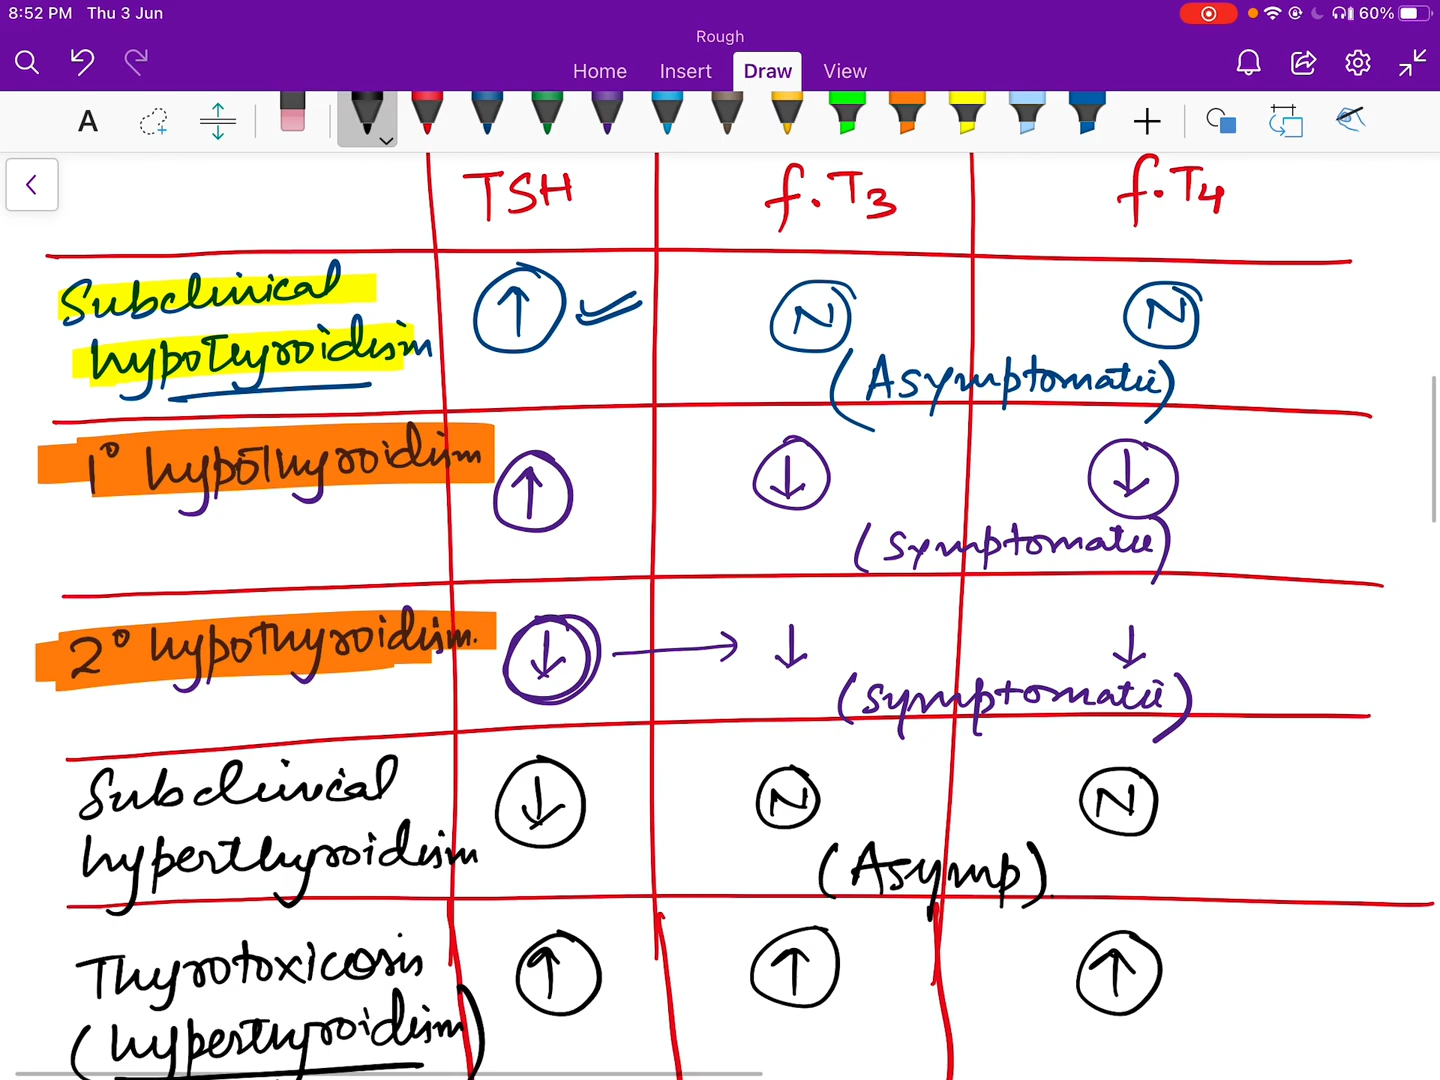 8:52 PM Thu 3 Jun 60%
Rough
Home Insert Draw View
A
TSH f.T3 f.T4
Subclinical
hypothyroidism ↑ N N
(Asymptomatic)
1° hypothyroidism ↑ ↓ ↓
(symptomatic)
2° hypothyroidism. ↓ → ↓ ↓
(symptomatic)
Subclinical
hyperthyroidism ↓ N N
(Asymp).
Thyrotoxicosis ↑ ↑ ↑
(hyperthyroidism)